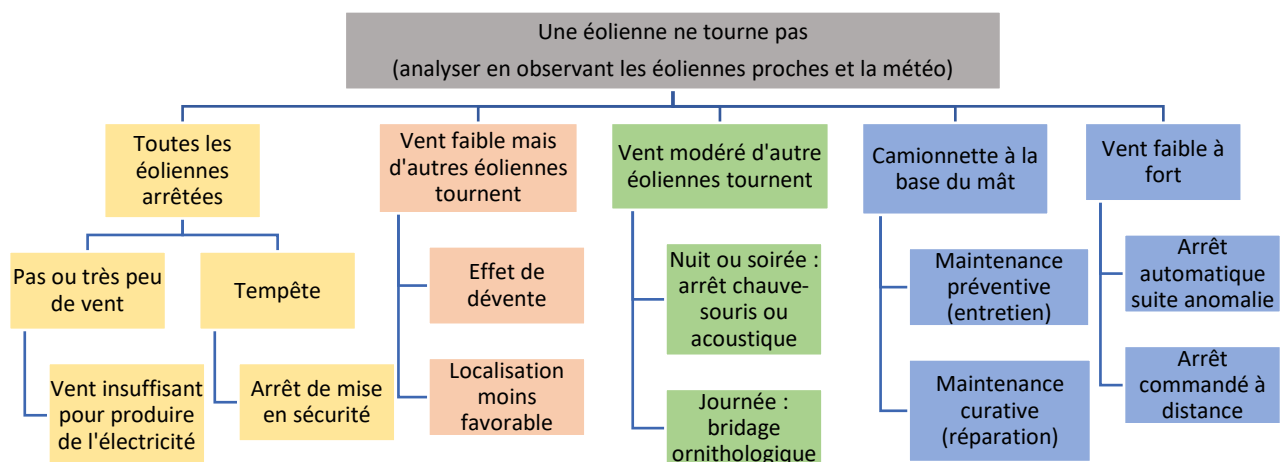 Une éolienne ne tourne pas
(analyser en observant les éoliennes proches et la météo)
Toutes les
éoliennes
arrêtées
Pas ou très peu
de vent
Vent insuffisant
pour produire
de l'électricité
Tempête
Arrêt de mise
en sécurité
Vent faible mais
d'autres éoliennes
tournent
Effet de
dévente
Localisation
moins
favorable
Vent modéré d'autre
éoliennes tournent
Nuit ou soirée :
arrêt chauve-
souris ou
acoustique
Journée :
bridage
ornithologique
Camionnette à la
base du mât
Maintenance
préventive
(entretien)
Maintenance
curative
(réparation)
Vent faible à
fort
Arrêt
automatique
suite anomalie
Arrêt
commandé à
distance